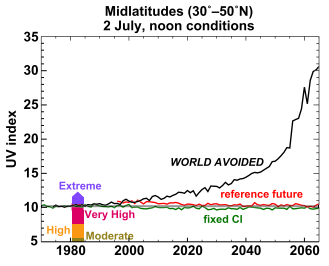 Midlatitudes (30˚–50˚N)
2 July, noon conditions
35
30
25
20
15
10
5
UV index
WORLD AVOIDED
Extreme
reference future
Very High
fixed Cl
High
Moderate
1980
2000
2020
2040
2060